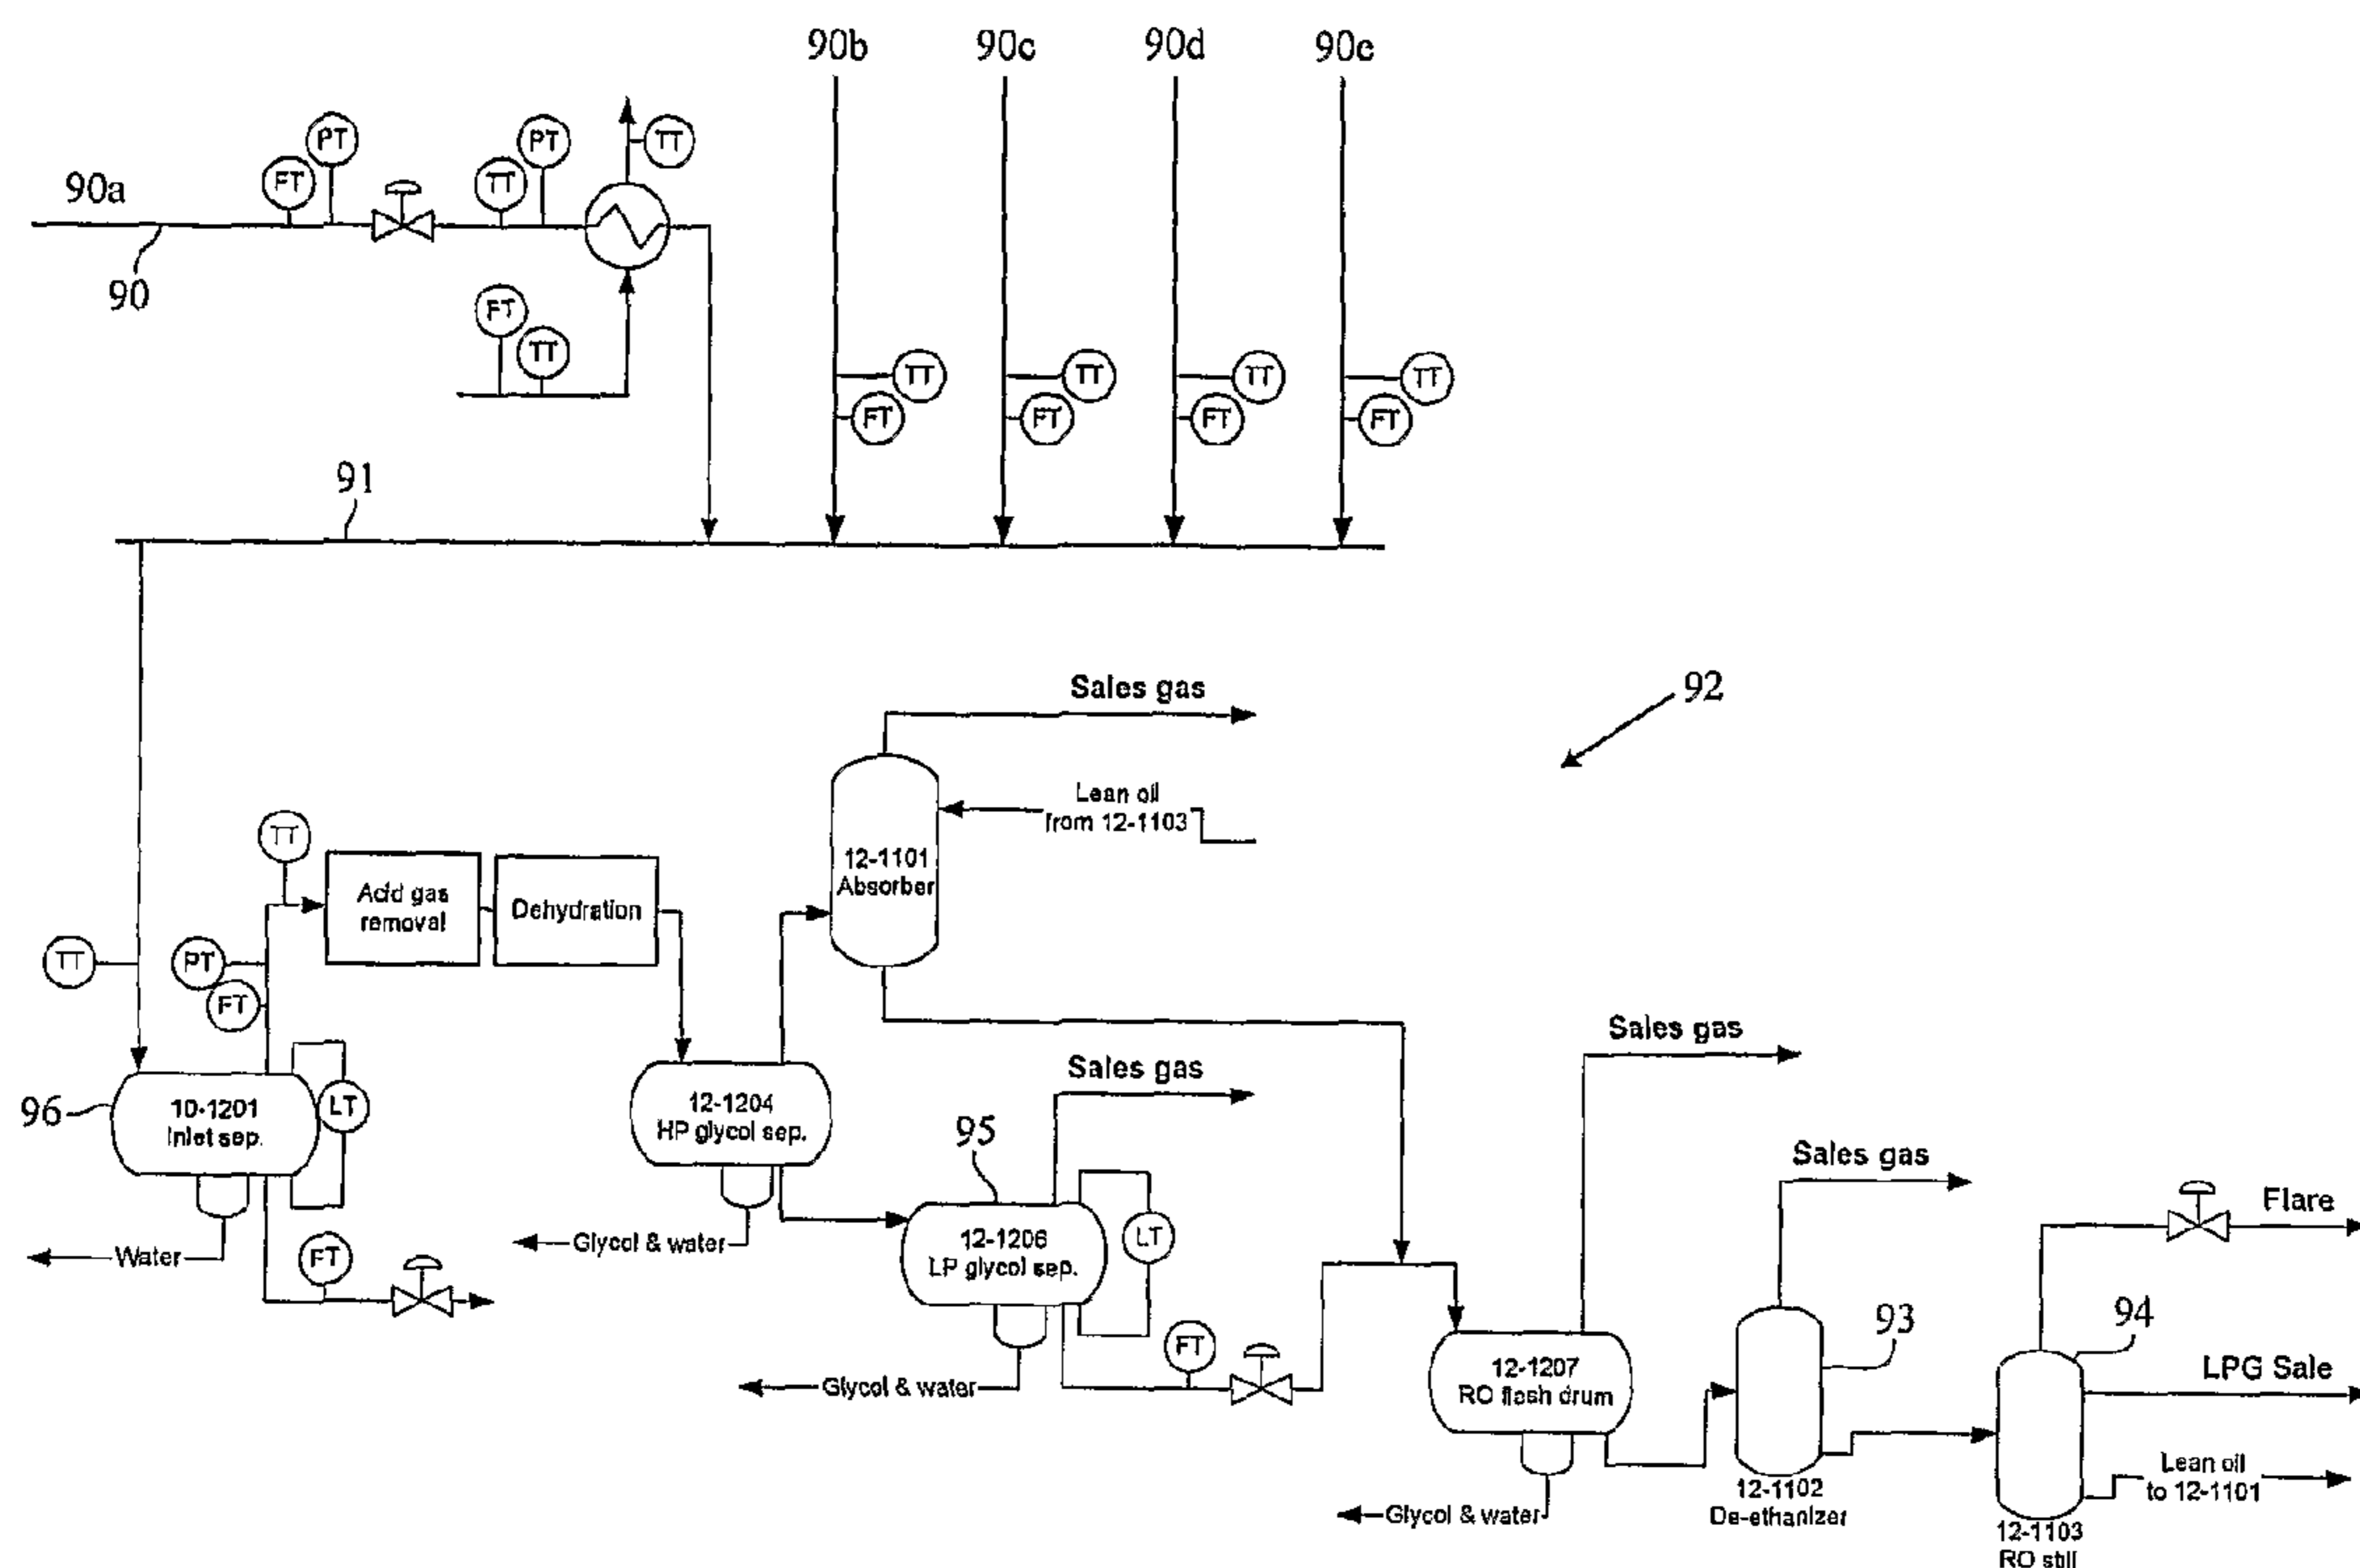 90b
90c
90d
90e
PT
FT
90a
TT
PT
TT
90
FT
TT
TT
FT
TT
FT
TT
FT
TT
FT
91
92
Sales gas
Lean oil
from 12-1103
12-1101
Absorber
TT
Acid gas
removal
Dehydration
TT
PT
FT
96
10-1201
Inlet sep.
LT
Water
FT
12-1204
HP glycol sep.
Glycol & water
Sales gas
95
12-1206
LP glycol sep.
LT
Glycol & water
FT
Sales gas
12-1207
RO flash drum
Glycol & water
Sales gas
93
12-1102
De-ethanizer
Flare
94
LPG Sale
Lean oil
to 12-1101
12-1103
RO still